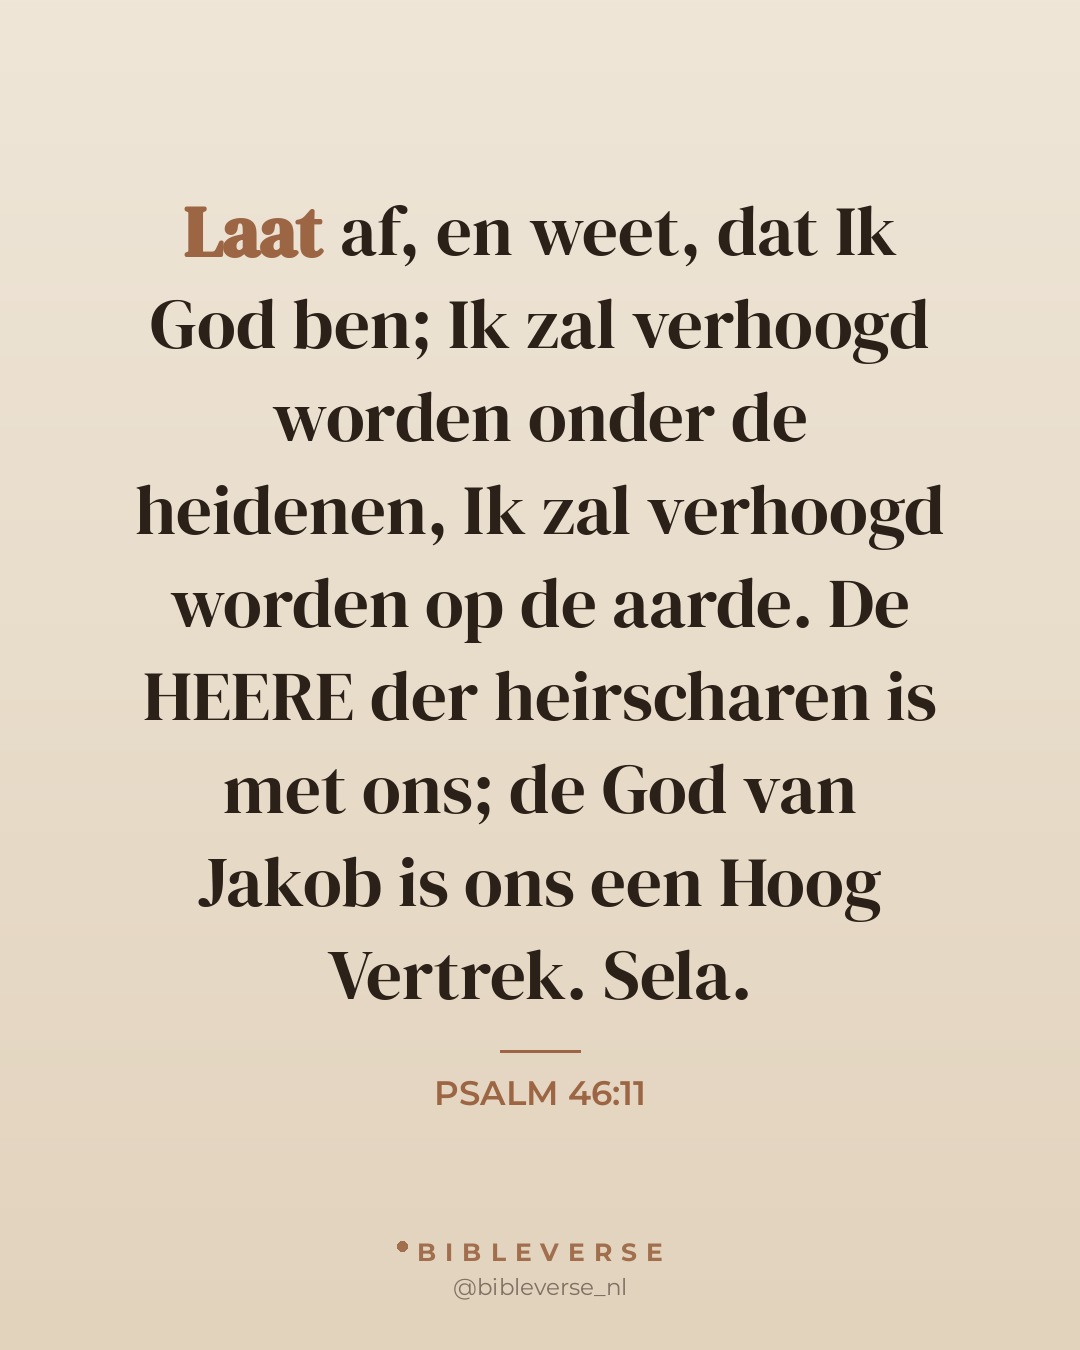 Laat af, en weet, dat Ik
God ben; Ik zal verhoogd
worden onder de
heidenen, Ik zal verhoogd
worden op de aarde. De
HEERE der heirscharen is
met ons; de God van
Jakob is ons een Hoog
Vertrek. Sela.
PSALM 46:11
BIBLEVERSE
@bibleverse_nl